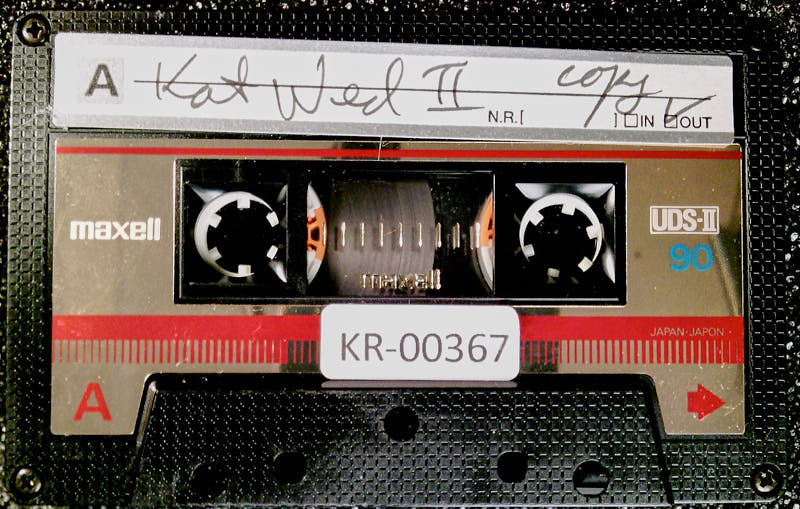 A Kat Wed II copy
N.R.[ ] IN OUT
maxell UDS-II
90
maxell
JAPAN·JAPON
KR-00367
A